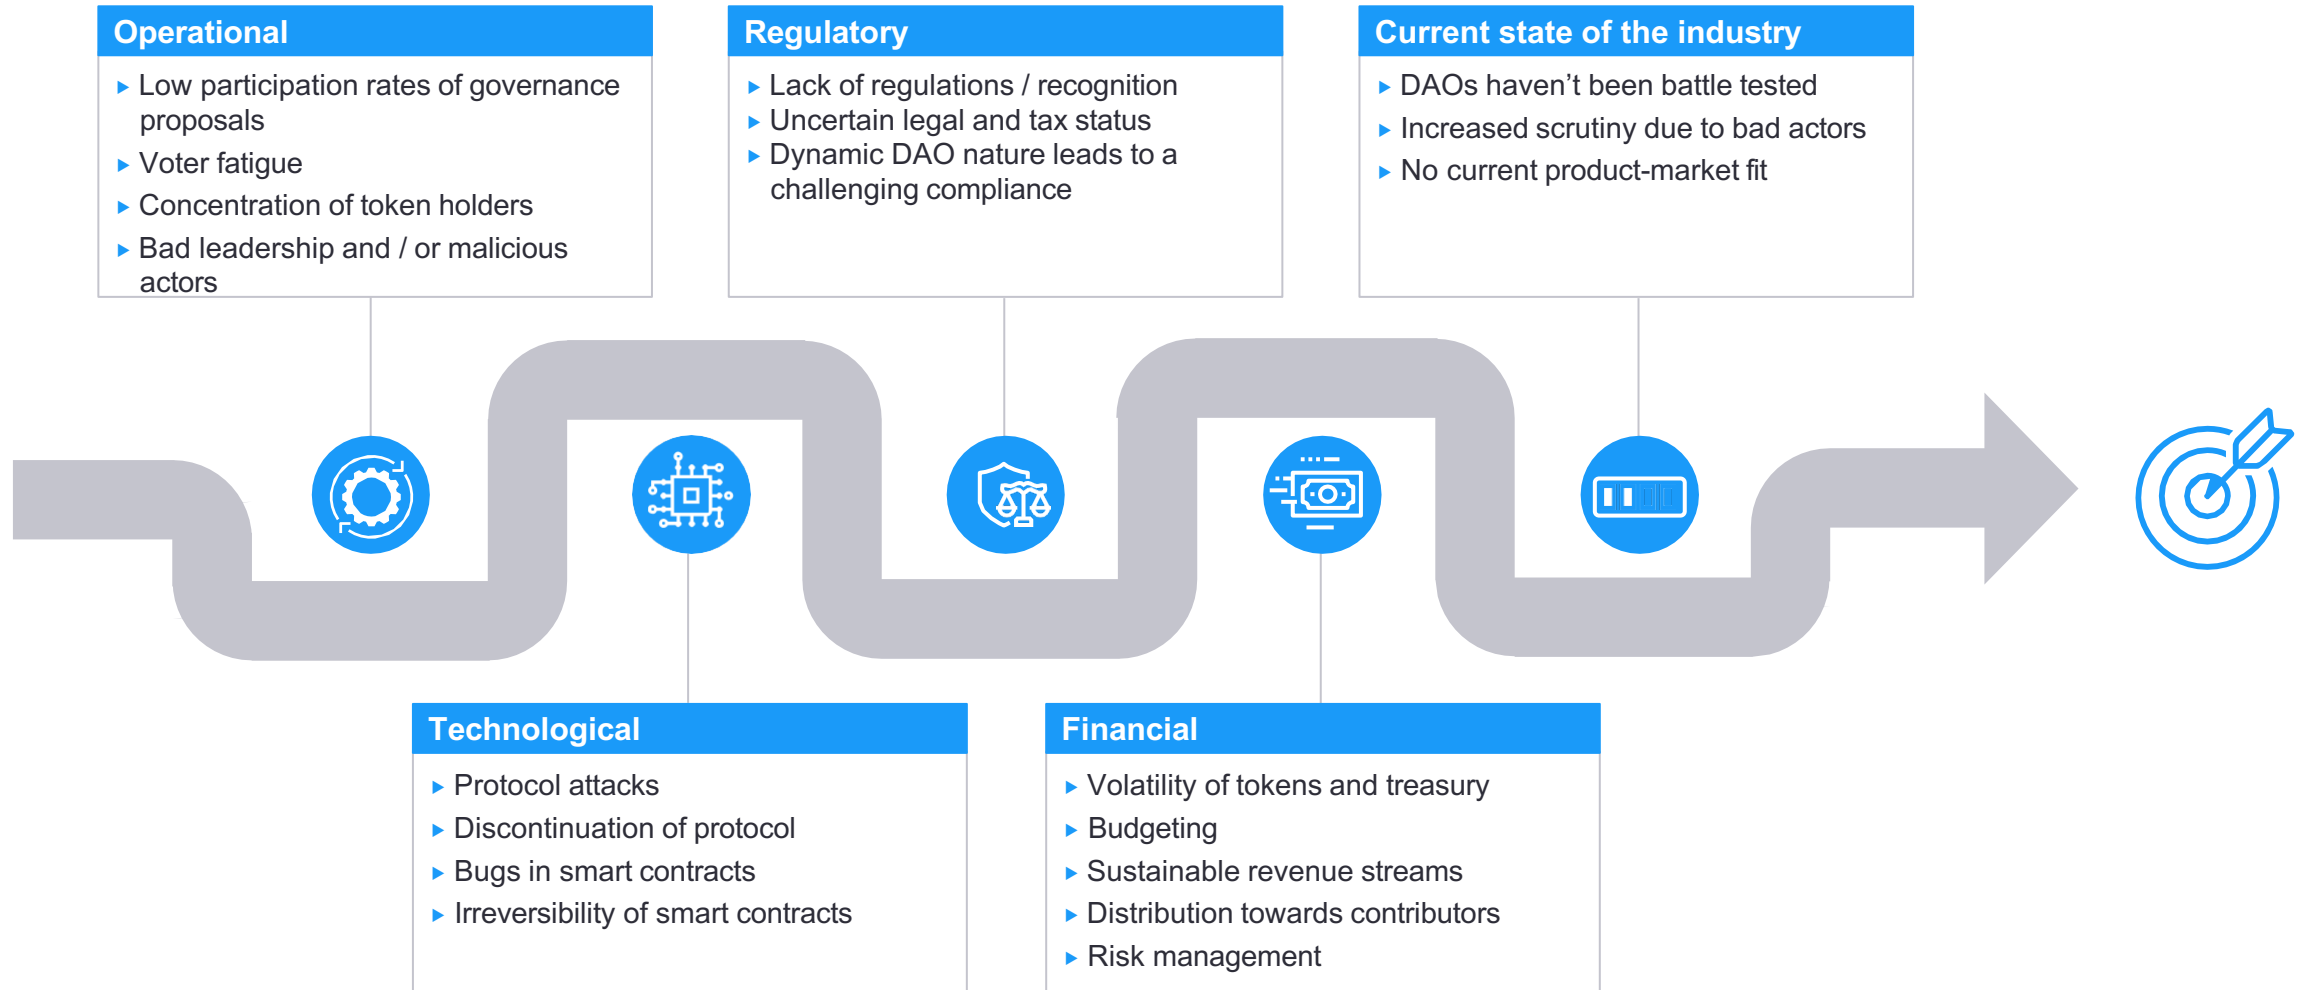 Operational
Low participation rates of governance
proposals
Voter fatigue
Concentration of token holders
Bad leadership and / or malicious
actors
Regulatory
Lack of regulations / recognition
Uncertain legal and tax status
Dynamic DAO nature leads to a
challenging compliance
Current state of the industry
DAOs haven’t been battle tested
Increased scrutiny due to bad actors
No current product-market fit
Technological
Protocol attacks
Discontinuation of protocol
Bugs in smart contracts
Irreversibility of smart contracts
Financial
Volatility of tokens and treasury
Budgeting
Sustainable revenue streams
Distribution towards contributors
Risk management